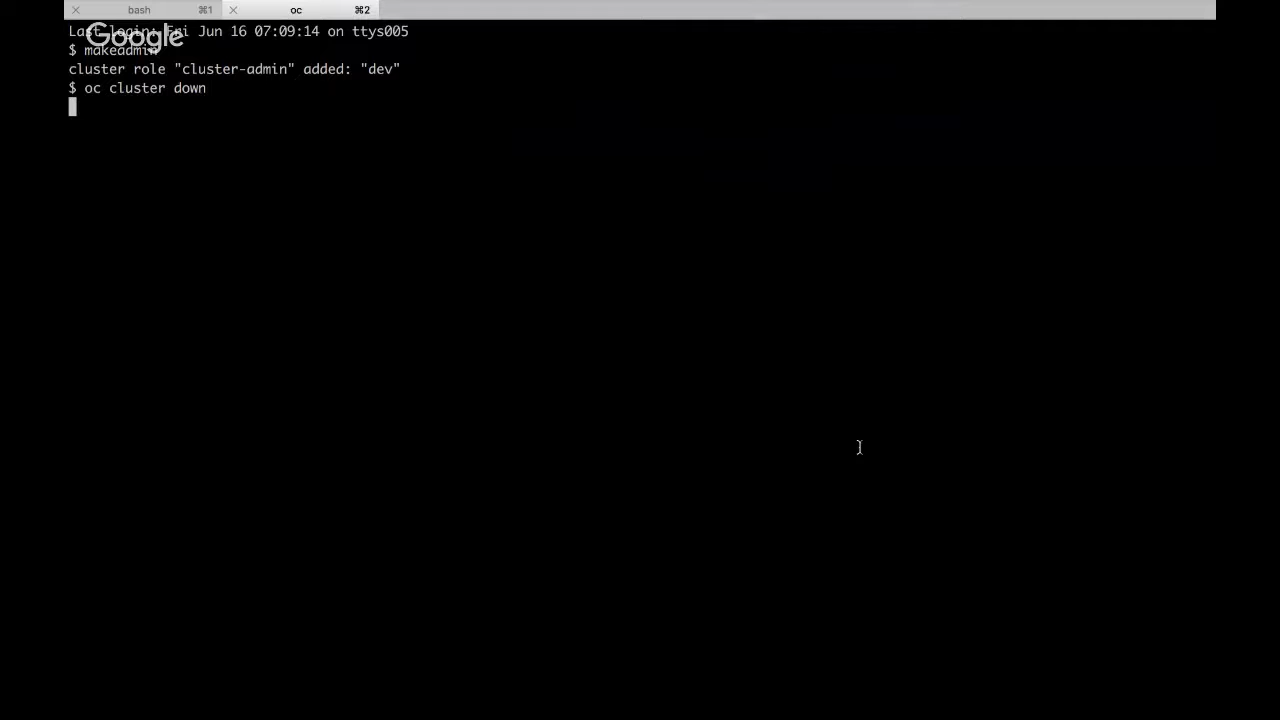 bash ⌘1 oc ⌘2
Google
Last login: Fri Jun 16 07:09:14 on ttys005
$ makeadmin
cluster role "cluster-admin" added: "dev"
$ oc cluster down